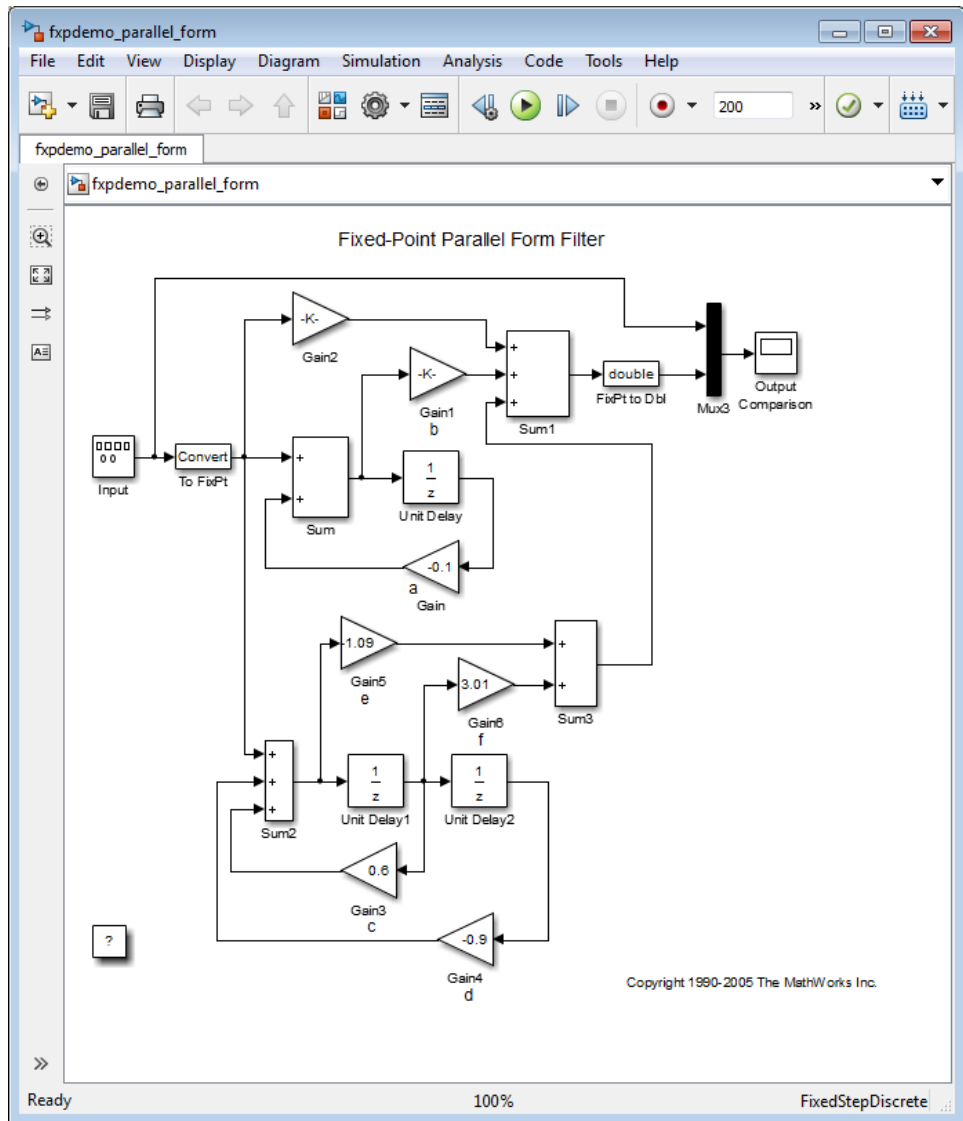 fxpdemo_parallel_form
File Edit View Display Diagram Simulation Analysis Code Tools Help
200 »
fxpdemo_parallel_form
fxpdemo_parallel_form
Fixed-Point Parallel Form Filter
-K-
Gain2
-K-
Gain1
b
+
+
+
Sum1
double
FixPt to Dbl
Mux3
Output
Comparison
Input
Convert
To FixPt
+
+
Sum
1
z
Unit Delay
-0.1
a
Gain
-1.09
Gain5
e
3.01
Gain6
f
+
+
Sum3
+
+
+
Sum2
1
z
Unit Delay1
1
z
Unit Delay2
0.6
Gain3
c
-0.9
Gain4
d
?
Copyright 1990-2005 The MathWorks Inc.
»
Ready 100% FixedStepDiscrete